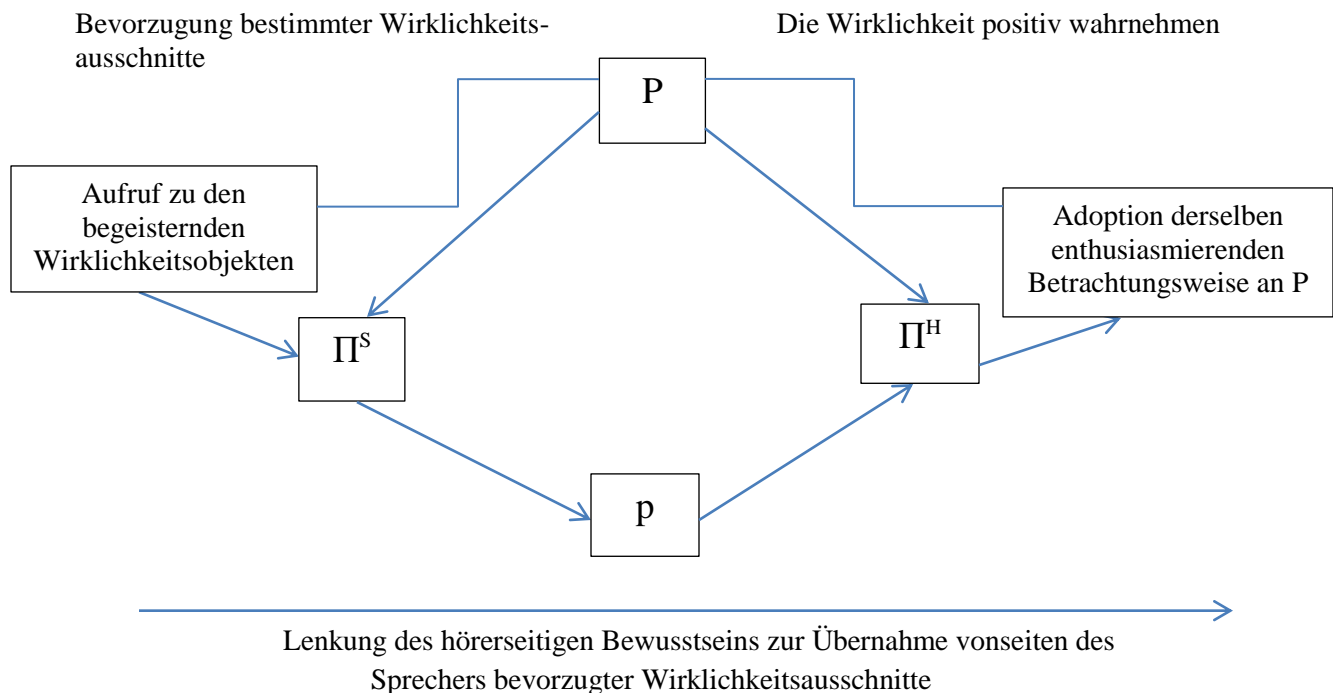 Bevorzugung bestimmter Wirklichkeits-
ausschnitte
Die Wirklichkeit positiv wahrnehmen
P
Aufruf zu den
begeisternden
Wirklichkeitsobjekten
Adoption derselben
enthusiasmierenden
Betrachtungsweise an P
Π^S
Π^H
p
Lenkung des hörerseitigen Bewusstseins zur Übernahme vonseiten des
Sprechers bevorzugter Wirklichkeitsausschnitte